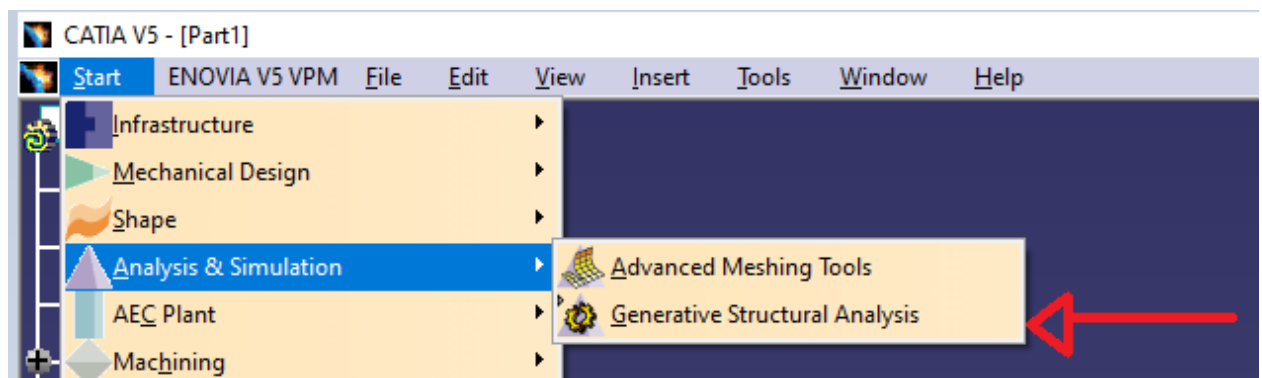 CATIA V5 - [Part1]
Start ENOVIA V5 VPM File Edit View Insert Tools Window Help
Infrastructure
Mechanical Design
Shape
Analysis & Simulation
Advanced Meshing Tools
AEC Plant
Generative Structural Analysis
Machining